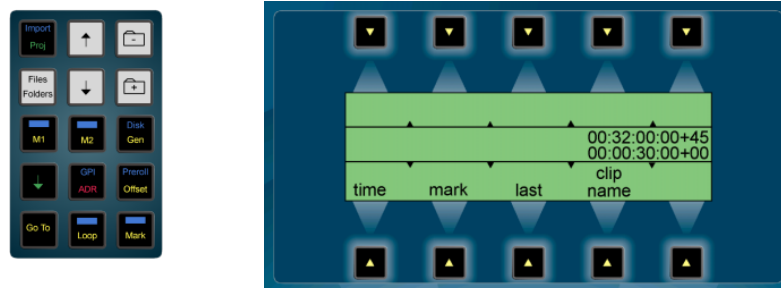 Import
Proj
Files
Folders
M1
M2
Disk
Gen
GPI
ADR
Preroll
Offset
Go To
Loop
Mark
00:32:00:00+45
00:00:30:00+00
time
mark
last
clip
name